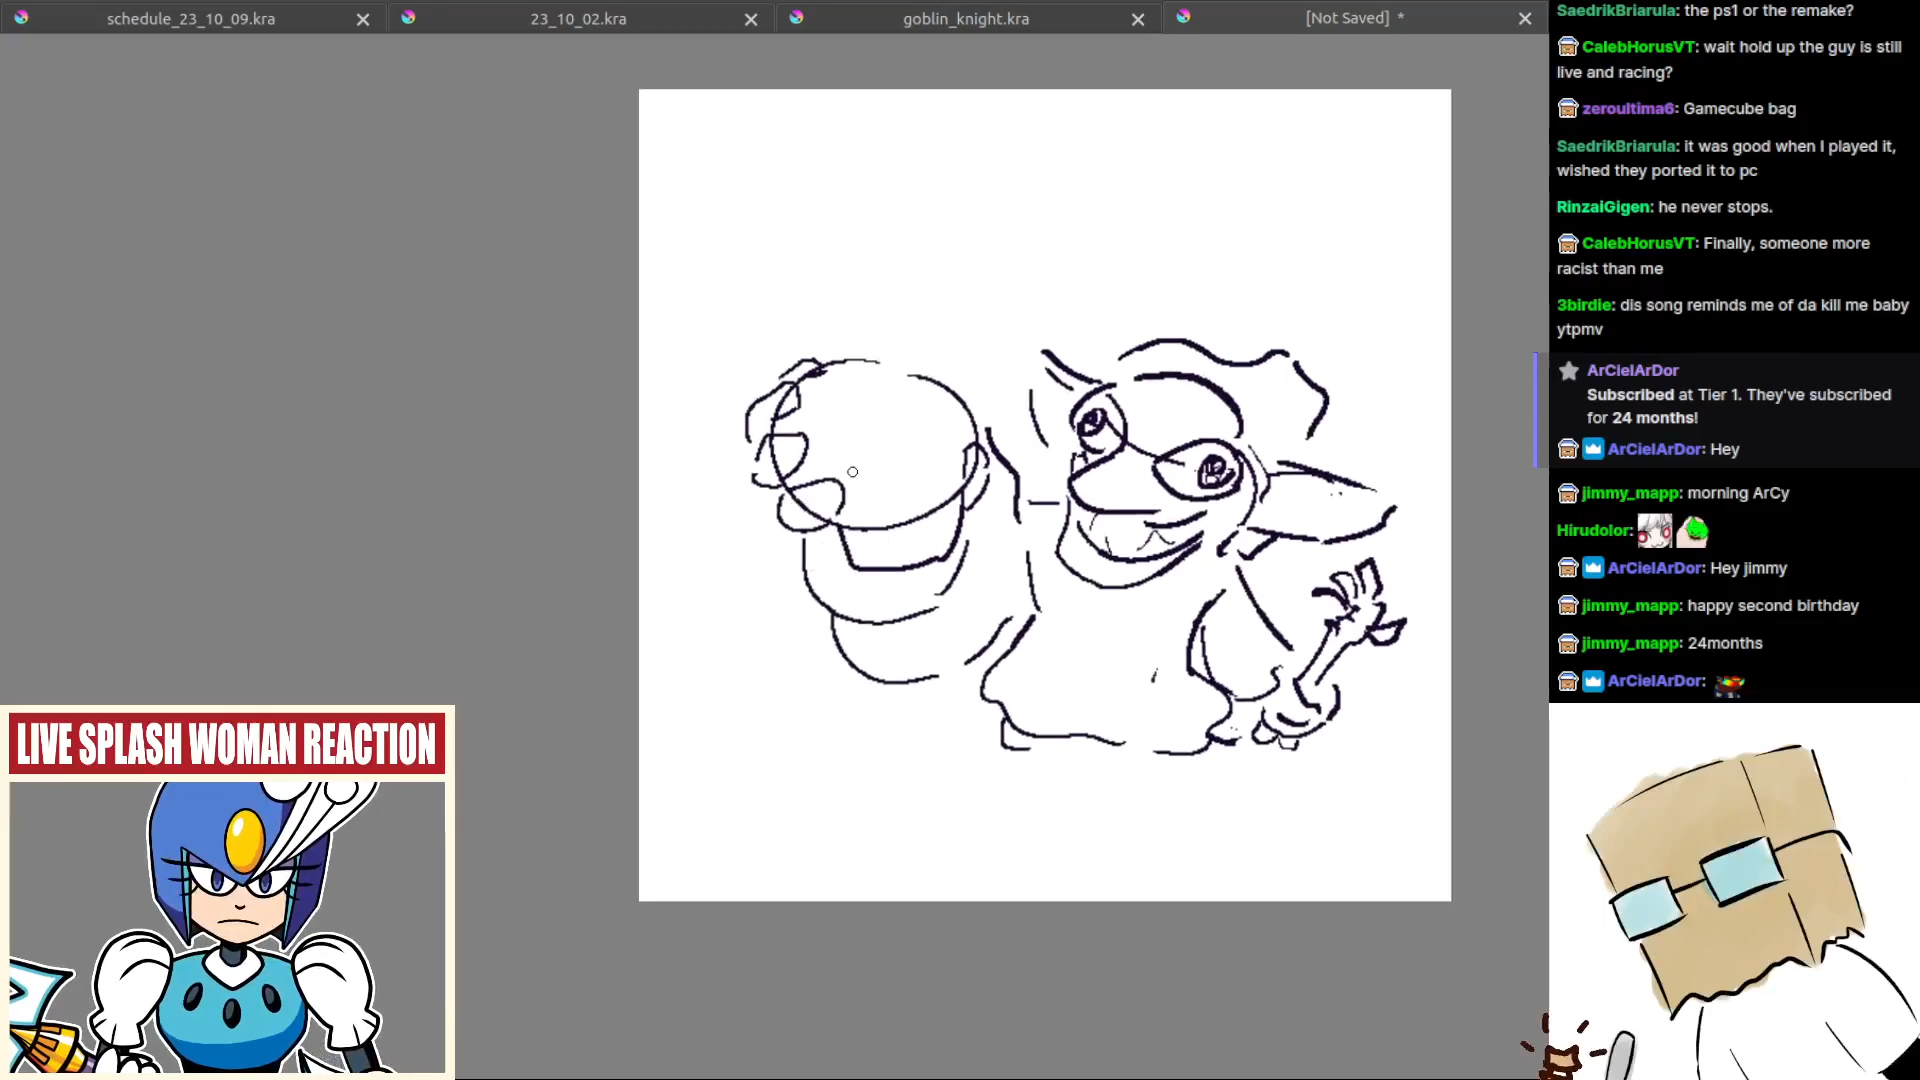 schedule_23_10_09.kra
23_10_02.kra
goblin_knight.kra
[Not Saved] *
SaedrikBriarula: the ps1 or the remake?
CalebHorusVT: wait hold up the guy is still
live and racing?
zeroultima6: Gamecube bag
SaedrikBriarula: it was good when I played it,
wished they ported it to pc
RinzaiGigen: he never stops.
CalebHorusVT: Finally, someone more
racist than me
3birdie: dis song reminds me of da kill me baby
ytpmv
ArCielArDor
Subscribed at Tier 1. They've subscribed
for 24 months!
ArCielArDor: Hey
jimmy_mapp: morning ArCy
Hirudolor:
ArCielArDor: Hey jimmy
jimmy_mapp: happy second birthday
jimmy_mapp: 24months
ArCielArDor:
LIVE SPLASH WOMAN REACTION